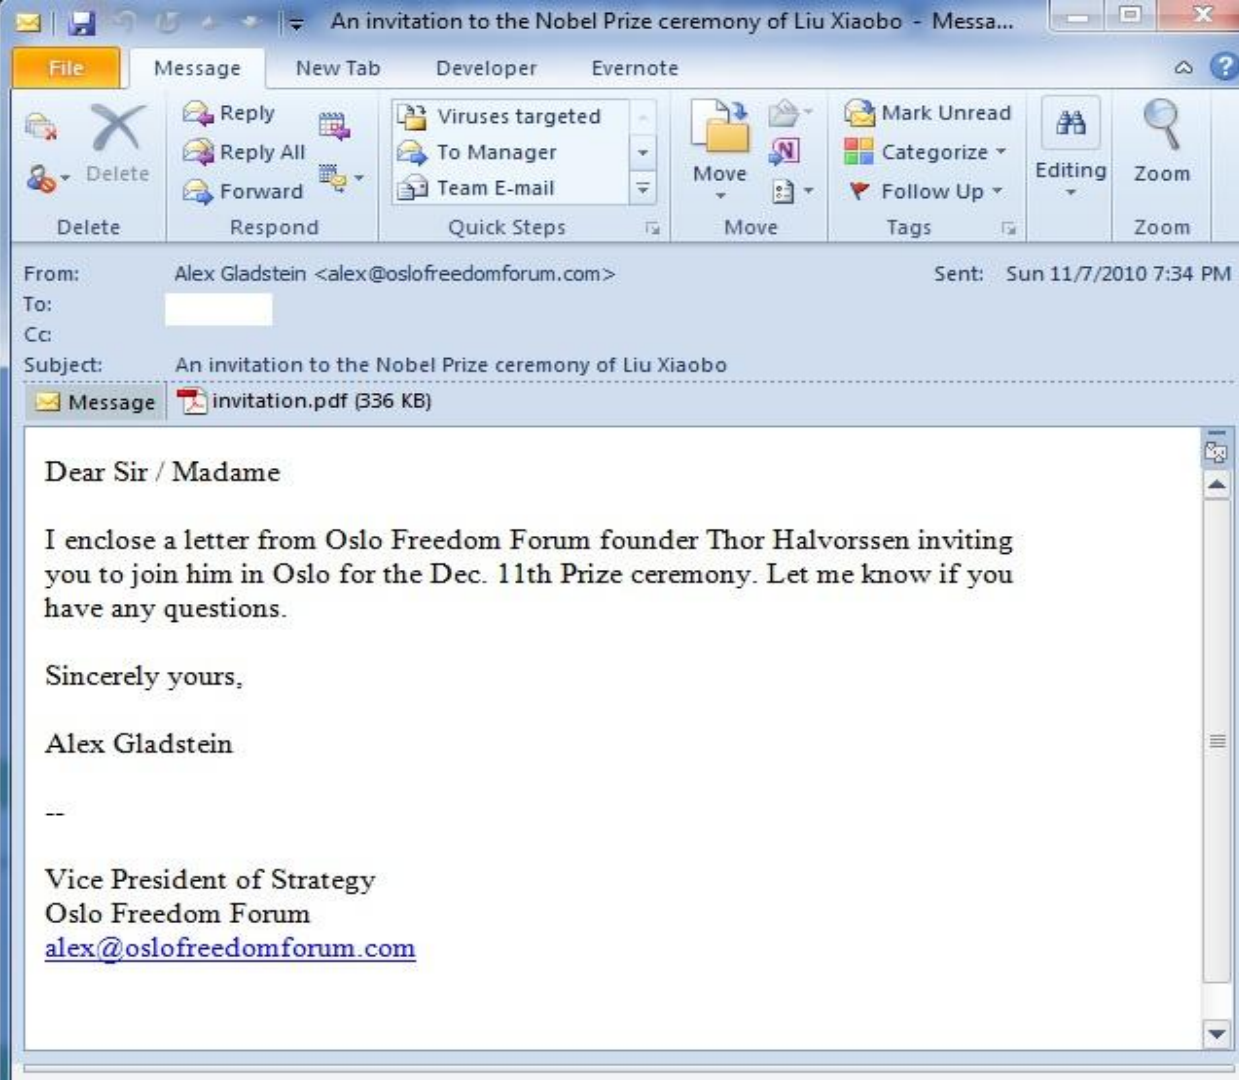 An invitation to the Nobel Prize ceremony of Liu Xiaobo - Messa...
File Message New Tab Developer Evernote
Delete
Reply
Reply All
Forward
Viruses targeted
To Manager
Team E-mail
Move
Mark Unread
Categorize
Follow Up
Editing
Zoom
Delete Respond Quick Steps Move Tags Zoom
From: Alex Gladstein <alex@oslofreedomforum.com> Sent: Sun 11/7/2010 7:34 PM
To:
Cc:
Subject: An invitation to the Nobel Prize ceremony of Liu Xiaobo
Message invitation.pdf (336 KB)
Dear Sir / Madame
I enclose a letter from Oslo Freedom Forum founder Thor Halvorssen inviting
you to join him in Oslo for the Dec. 11th Prize ceremony. Let me know if you
have any questions.
Sincerely yours,
Alex Gladstein
--
Vice President of Strategy
Oslo Freedom Forum
alex@oslofreedomforum.com